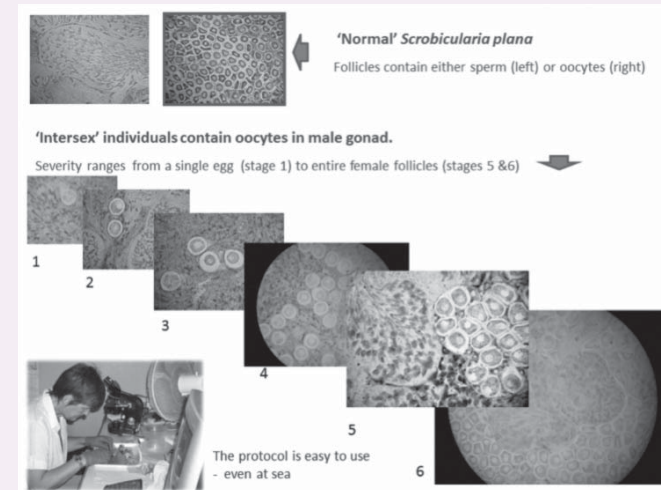 'Normal' Scrobicularia plana
Follicles contain either sperm (left) or oocytes (right)
'Intersex' individuals contain oocytes in male gonad.
Severity ranges from a single egg (stage 1) to entire female follicles (stages 5 &6)
1
2
3
4
5
6
The protocol is easy to use
- even at sea